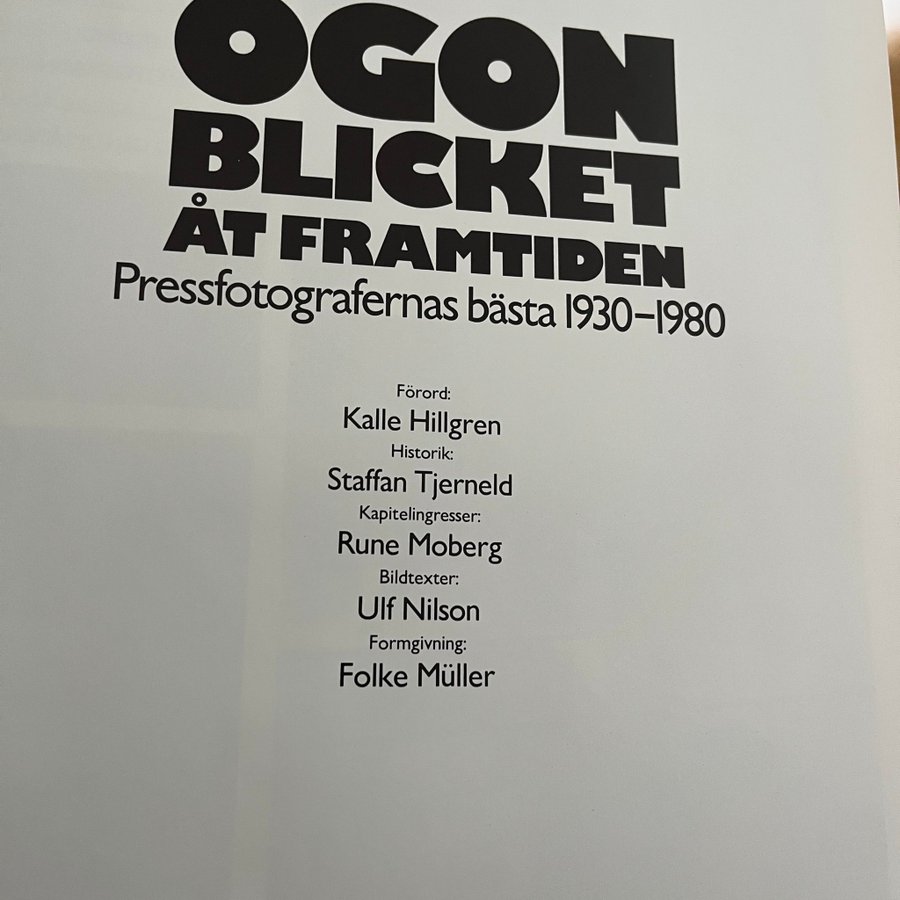 ÖGON
BLICKET
ÅT FRAMTIDEN
Pressfotografernas bästa 1930–1980
Förord:
Kalle Hillgren
Historik:
Staffan Tjerneld
Kapitelingresser:
Rune Moberg
Bildtexter:
Ulf Nilson
Formgivning:
Folke Müller